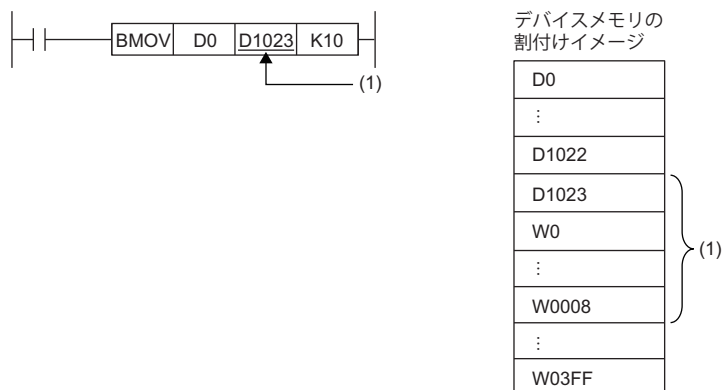 BMOV D0 D1023 K10
(1)
デバイスメモリの
割付けイメージ
D0
⋮
D1022
D1023
W0
⋮
W0008
⋮
W03FF
(1)